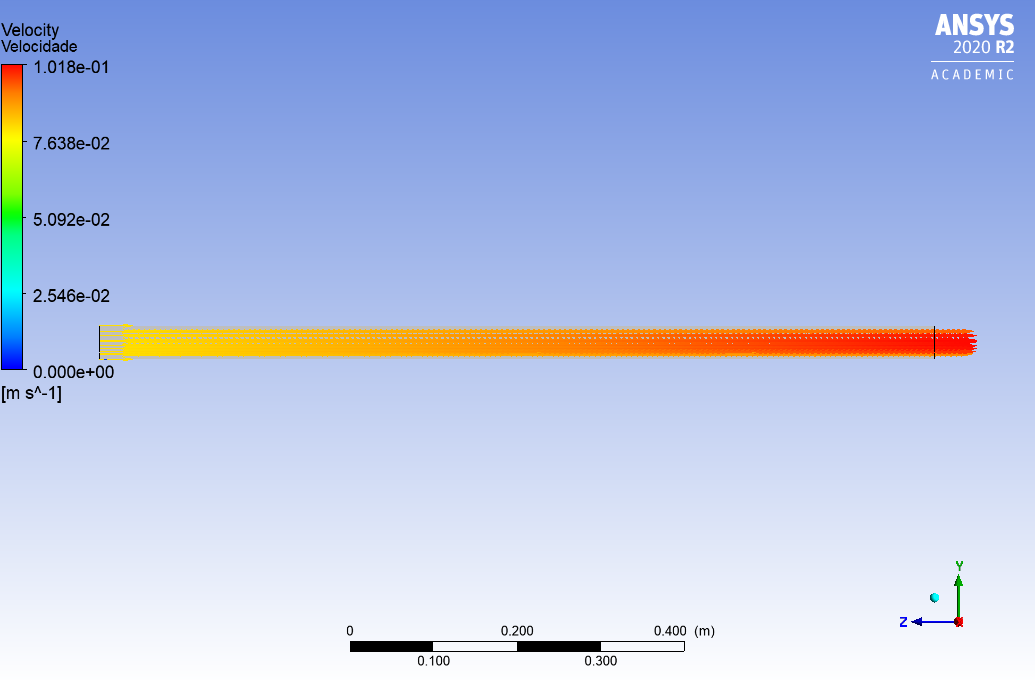 Velocity
Velocidade
1.018e-01
7.638e-02
5.092e-02
2.546e-02
0.000e+00
[m s^-1]
ANSYS
2020 R2
ACADEMIC
0 0.200 0.400 (m)
0.100 0.300
Y
Z